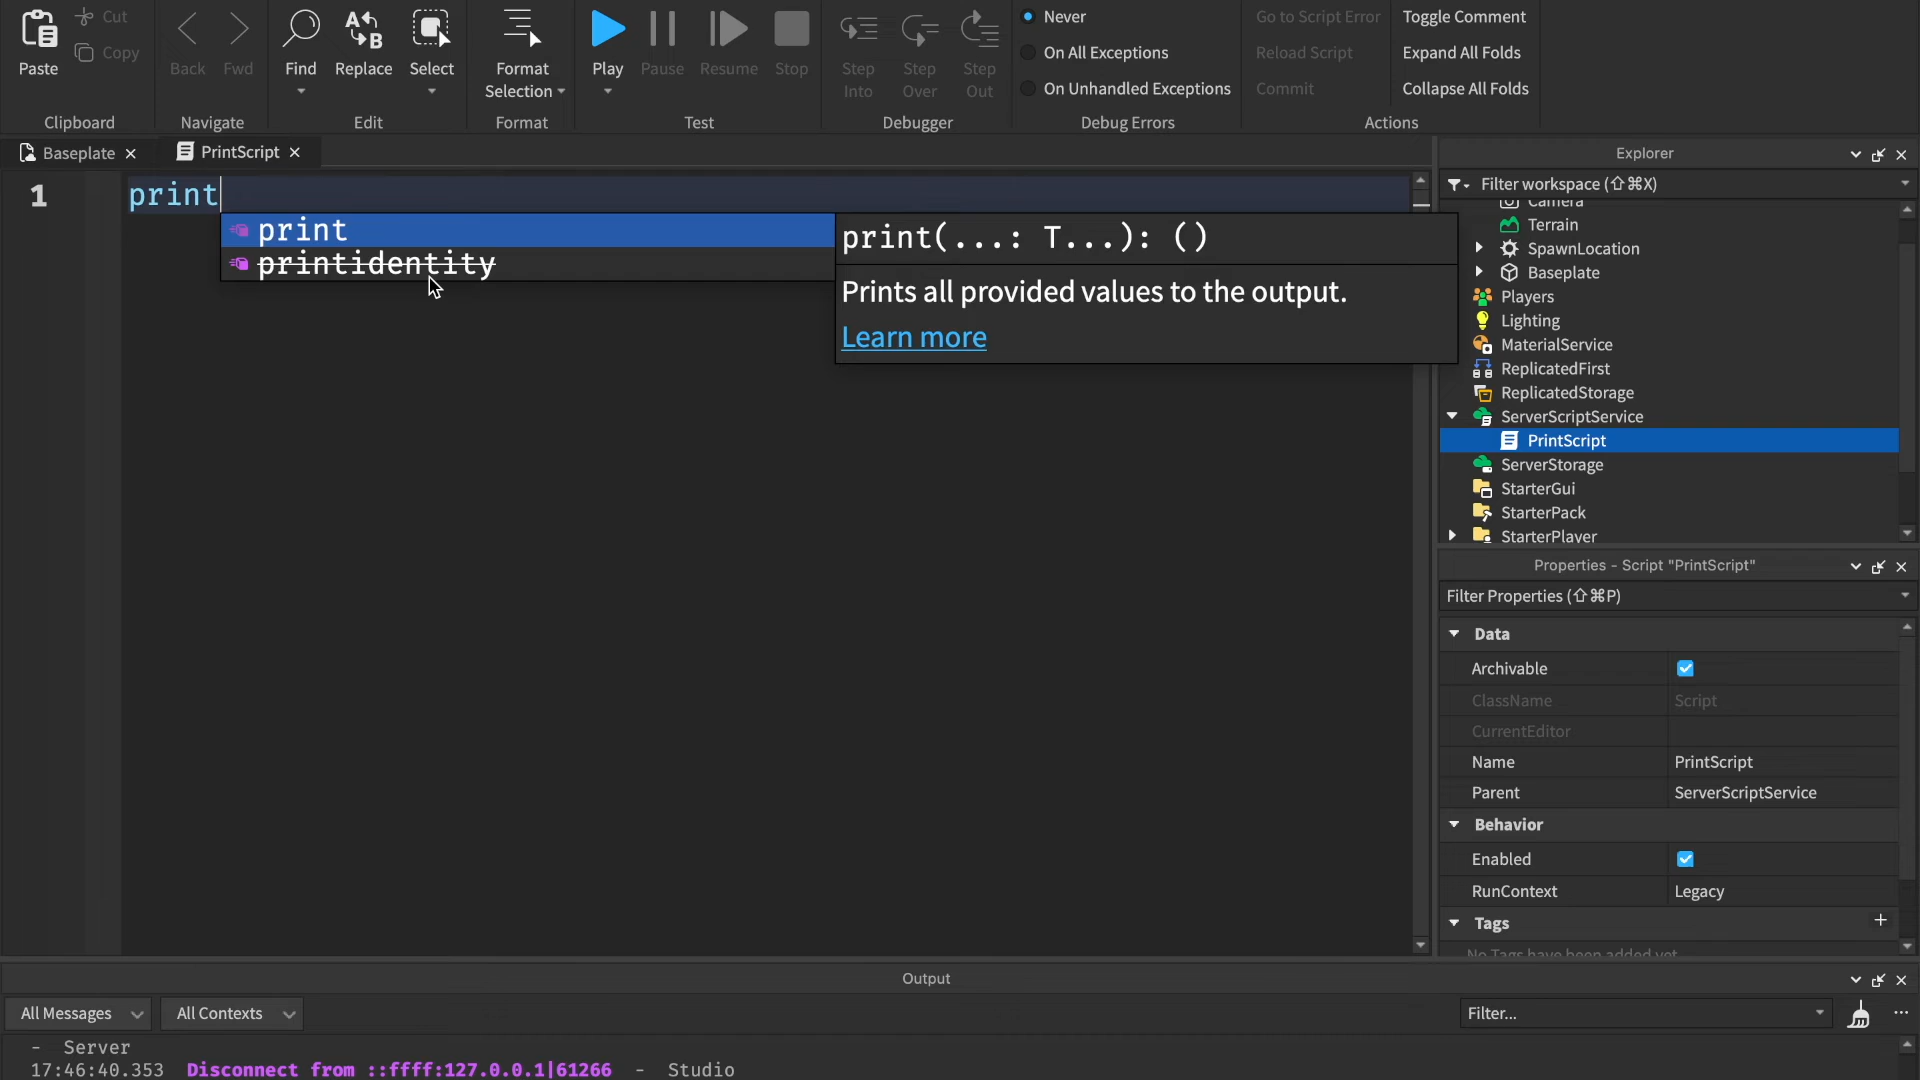 Paste
Cut
Copy
Clipboard
Back
Fwd
Navigate
Find
Replace
Select
Edit
Format
Selection
Format
Play
Pause
Resume
Stop
Test
Step
Into
Step
Over
Step
Out
Debugger
Never
On All Exceptions
On Unhandled Exceptions
Debug Errors
Go to Script Error
Reload Script
Commit
Toggle Comment
Expand All Folds
Collapse All Folds
Actions
Baseplate
PrintScript
1
print
print
printidentity
print(...: T...): ()
Prints all provided values to the output.
Learn more
Explorer
Filter workspace (⇧⌘X)
Camera
Terrain
SpawnLocation
Baseplate
Players
Lighting
MaterialService
ReplicatedFirst
ReplicatedStorage
ServerScriptService
PrintScript
ServerStorage
StarterGui
StarterPack
StarterPlayer
Properties - Script "PrintScript"
Filter Properties (⇧⌘P)
Data
Archivable
ClassName Script
CurrentEditor
Name PrintScript
Parent ServerScriptService
Behavior
Enabled
RunContext Legacy
Tags
No Tags have been added yet
Output
All Messages
All Contexts
Filter...
- Server
17:46:40.353 Disconnect from ::ffff:127.0.0.1|61266 - Studio